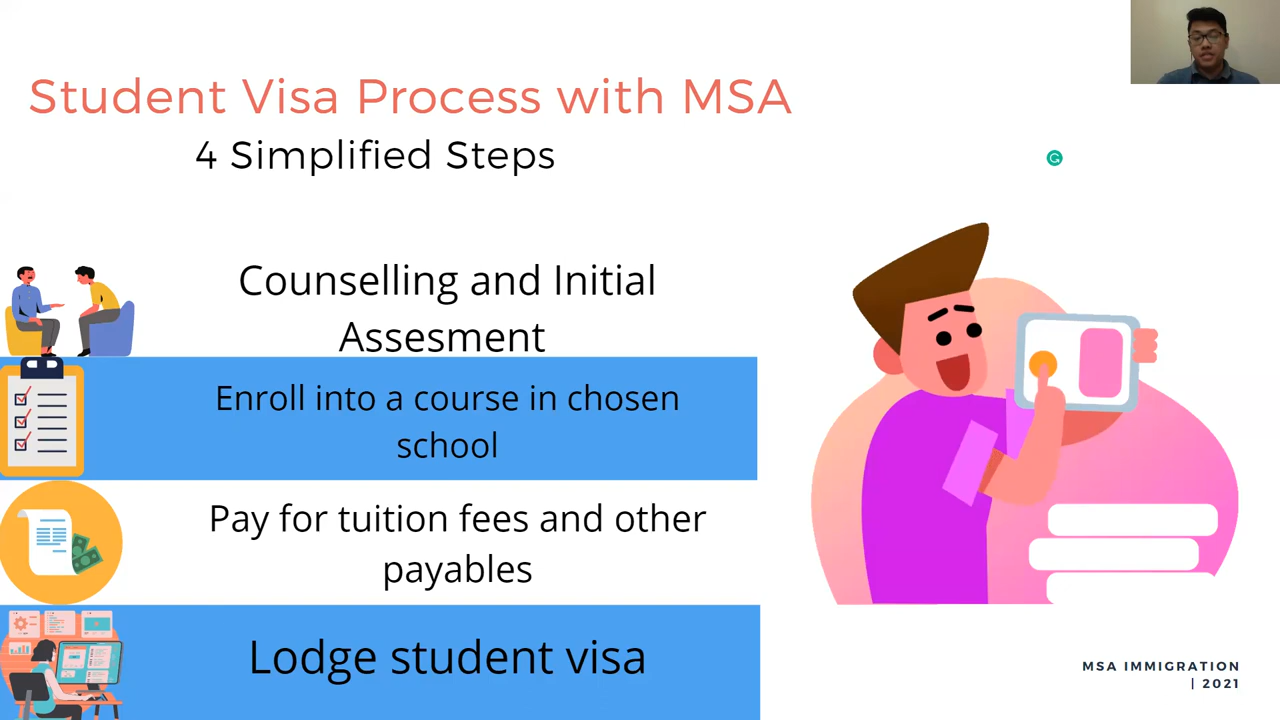 Student Visa Process with MSA
4 Simplified Steps
Counselling and Initial
Assesment
Enroll into a course in chosen
school
Pay for tuition fees and other
payables
Lodge student visa
MSA IMMIGRATION
| 2021